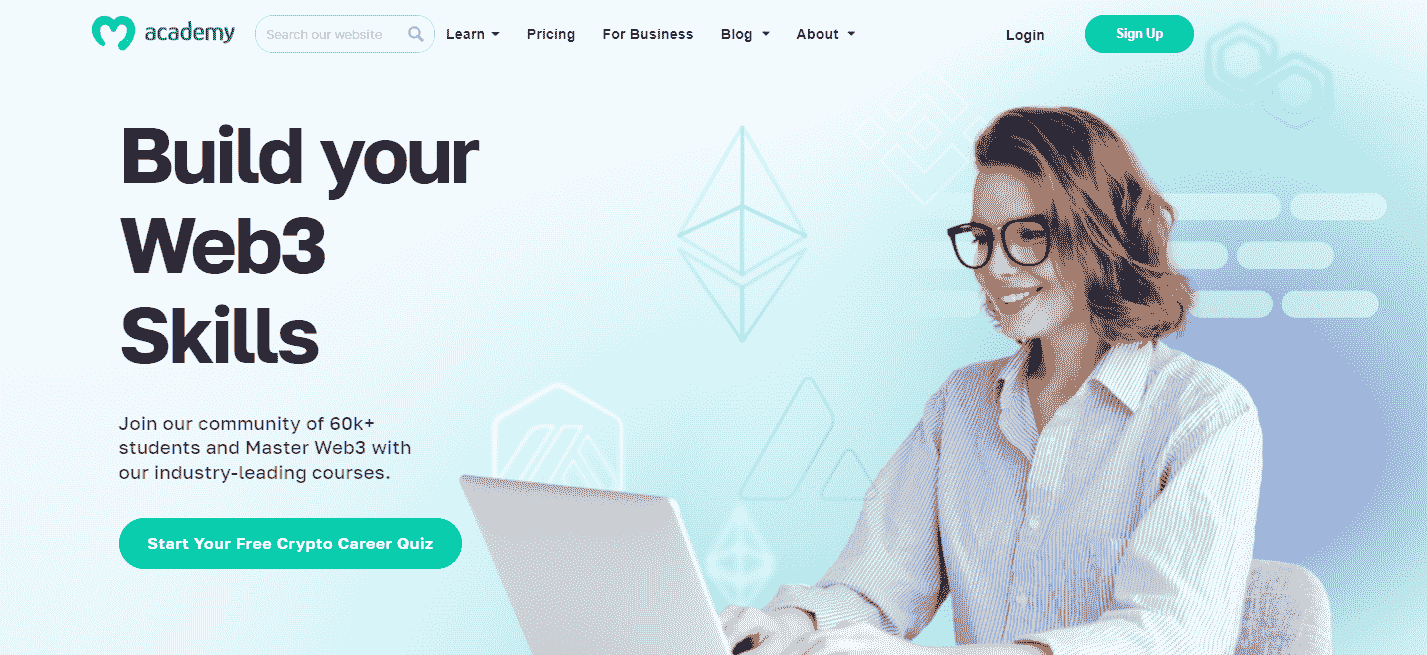 academy
Search our website
Learn
Pricing
For Business
Blog
About
Login
Sign Up
Build your
Web3
Skills
Join our community of 60k+
students and Master Web3 with
our industry-leading courses.
Start Your Free Crypto Career Quiz